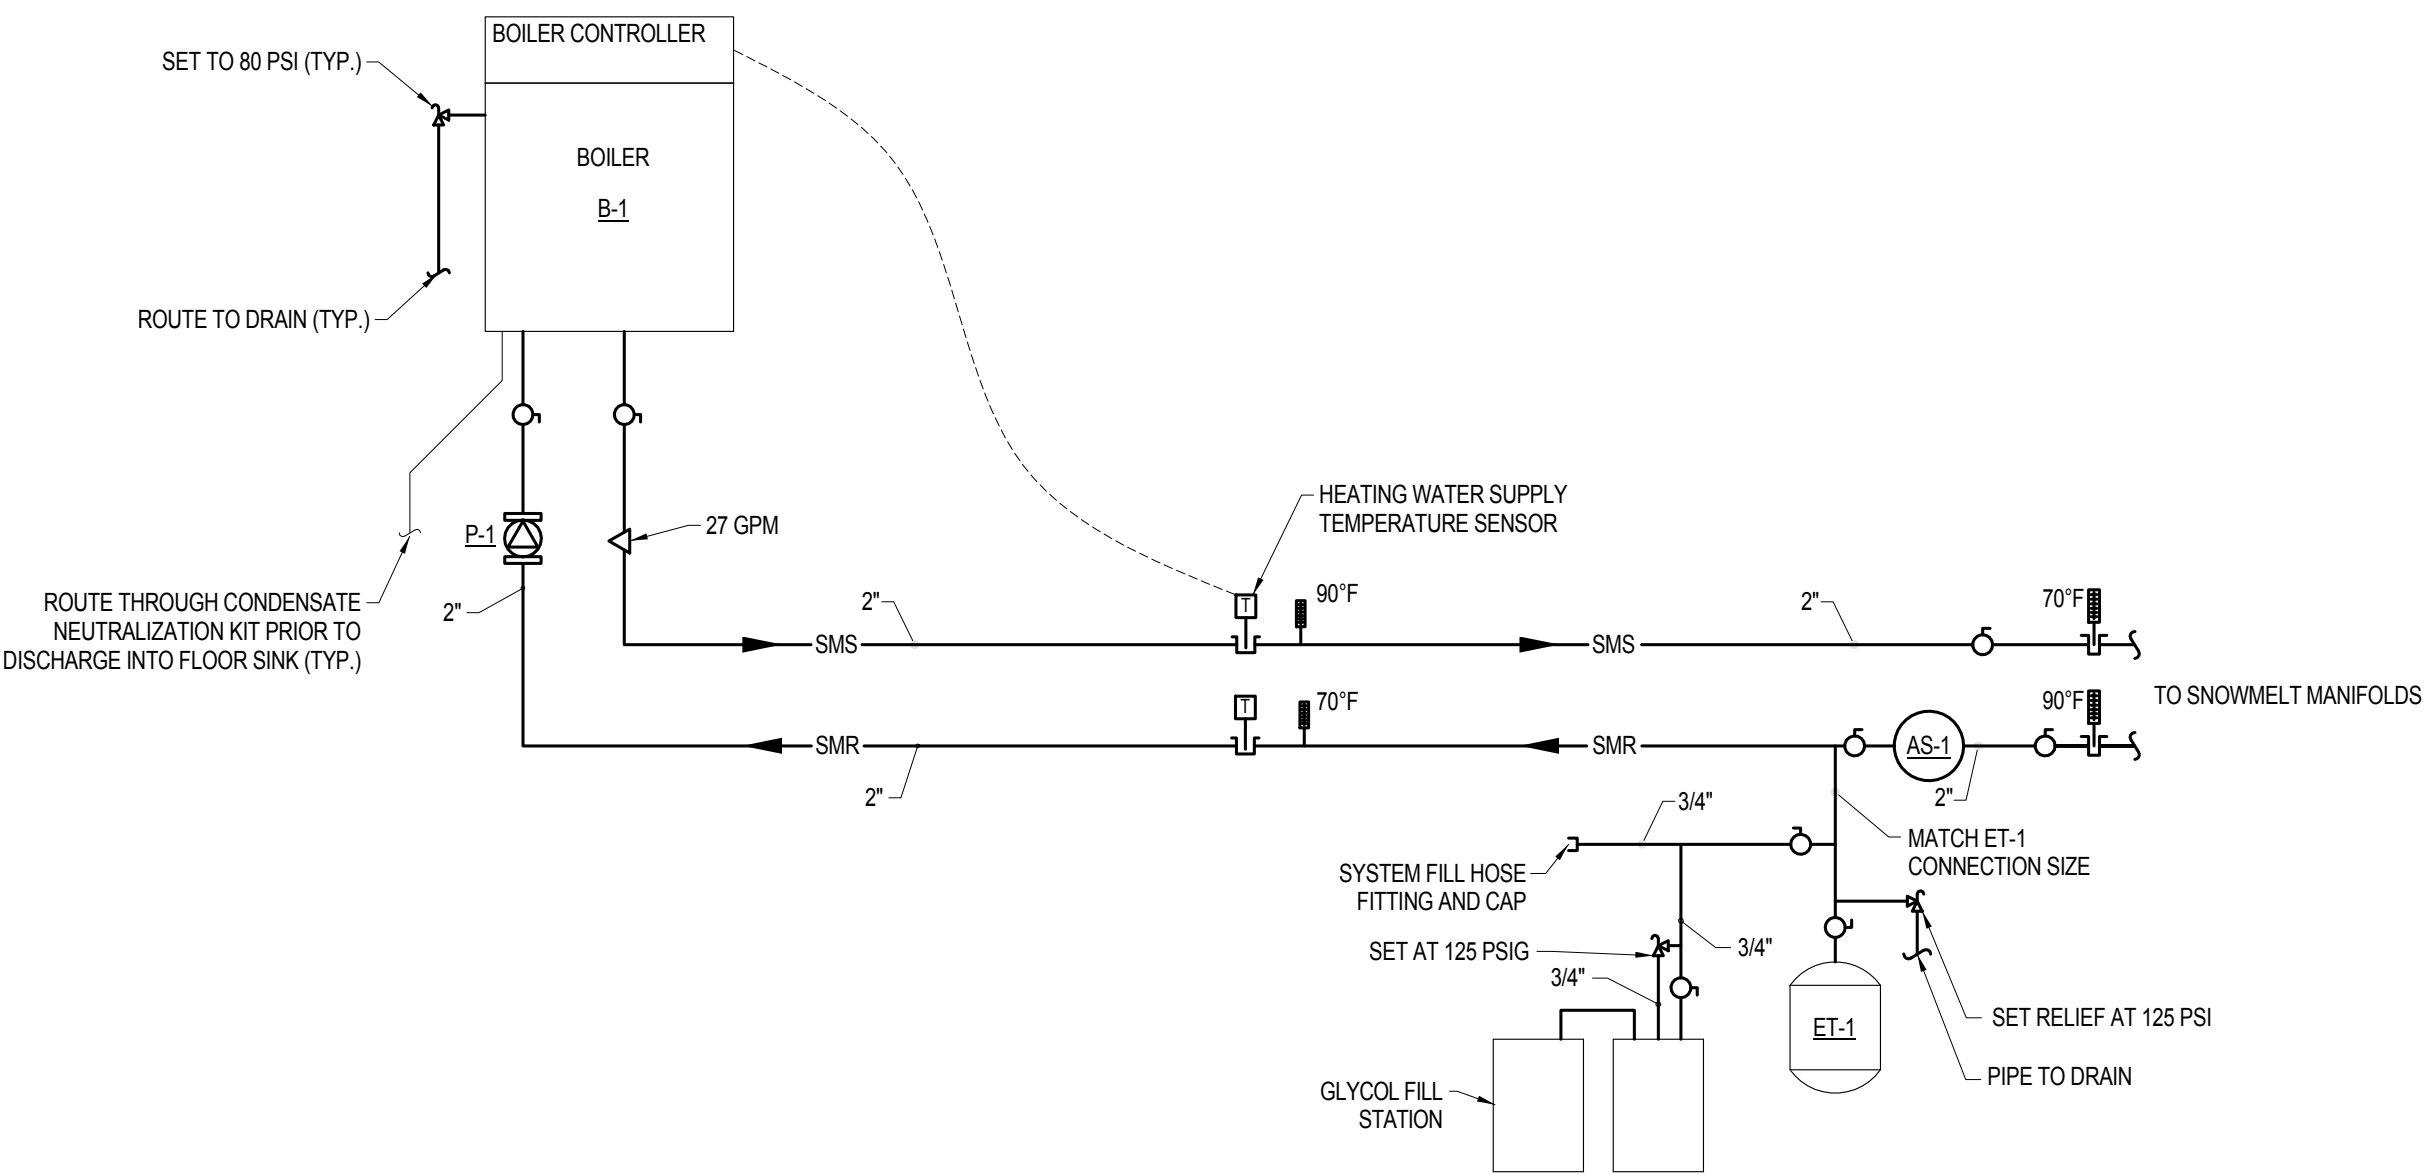 BOILER CONTROLLER
SET TO 80 PSI (TYP.)
BOILER
B-1
ROUTE TO DRAIN (TYP.)
P-1
27 GPM
2"
ROUTE THROUGH CONDENSATE
NEUTRALIZATION KIT PRIOR TO
DISCHARGE INTO FLOOR SINK (TYP.)
HEATING WATER SUPPLY
TEMPERATURE SENSOR
SMS
2"
T
90°F
SMS
2"
70°F
TO SNOWMELT MANIFOLDS
SMR
2"
T
70°F
SMR
AS-1
2"
90°F
3/4"
MATCH ET-1
CONNECTION SIZE
SYSTEM FILL HOSE
FITTING AND CAP
SET AT 125 PSIG
3/4"
3/4"
SET RELIEF AT 125 PSI
ET-1
PIPE TO DRAIN
GLYCOL FILL
STATION